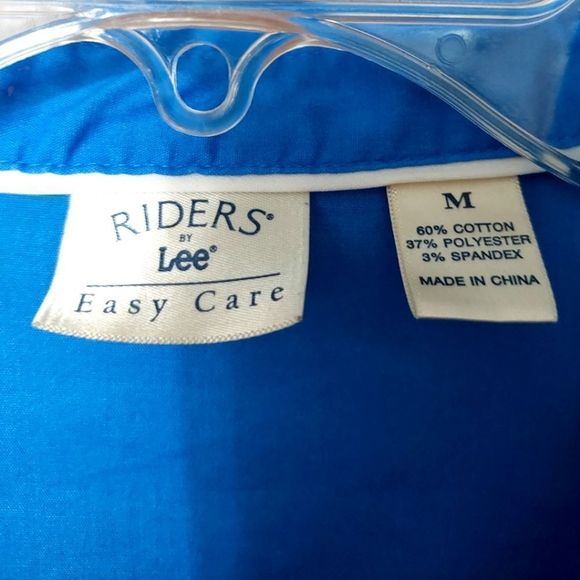 RIDERS®
BY
Lee®
Easy Care
M
60% COTTON
37% POLYESTER
3% SPANDEX
MADE IN CHINA